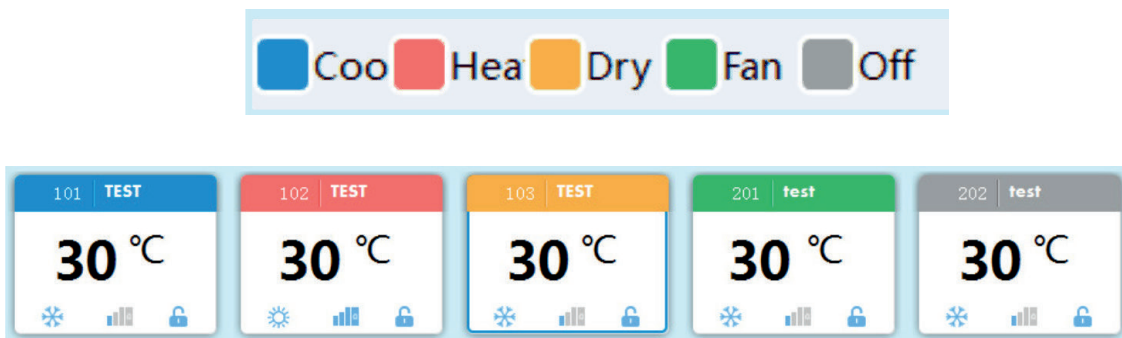 Coo Hea Dry Fan Off
101 TEST 102 TEST 103 TEST 201 test 202 test
30 ℃ 30 ℃ 30 ℃ 30 ℃ 30 ℃